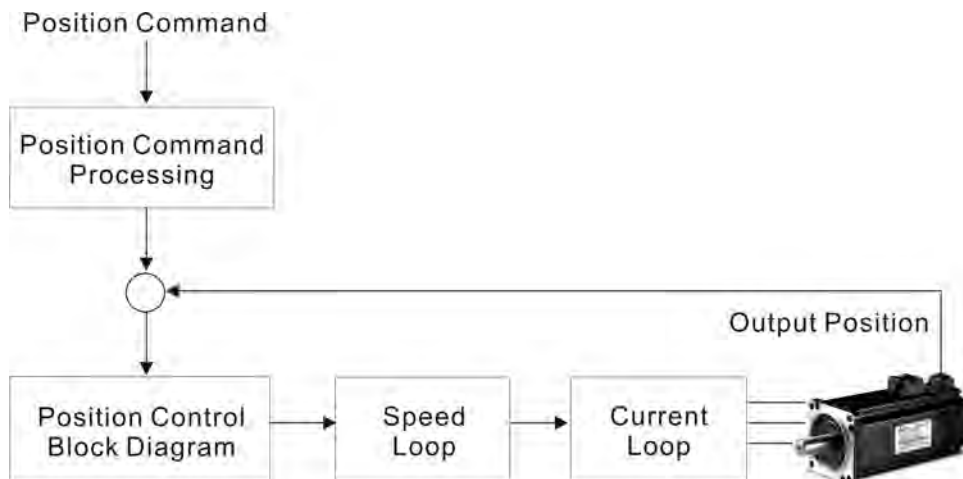 Position Command
Position Command
Processing
Output Position
Position Control
Block Diagram
Speed
Loop
Current
Loop